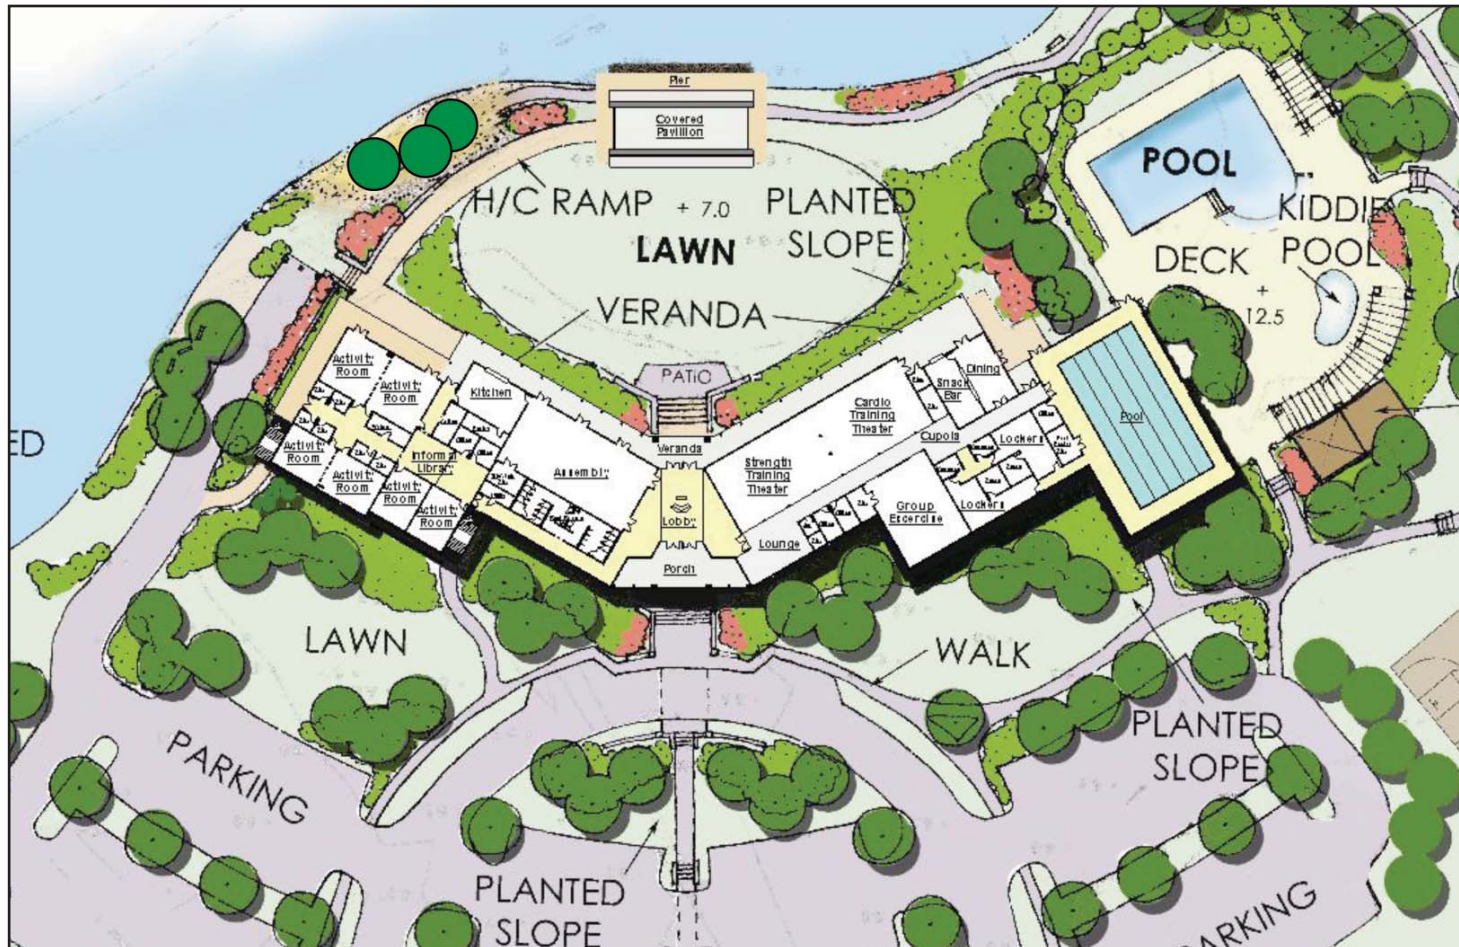 Pier
Covered
Pavilion
POOL
H/C RAMP
+ 7.0
PLANTED
SLOPE
KIDDIE
POOL
LAWN
DECK
+
12.5
VERANDA
ED
PATIO
Activity
Room
Activity
Room
Kitchen
Dining
Snack
Bar
Cardio
Training
Theater
Pool
Cupola
Lockers
Veranda
Activity
Room
Informal
Library
Assembly
Strength
Training
Theater
Activity
Room
Activity
Room
Activity
Room
Lobby
Group
Excercise
Lockers
Lounge
Porch
LAWN
WALK
PARKING
PLANTED
SLOPE
PLANTED
SLOPE
PARKING